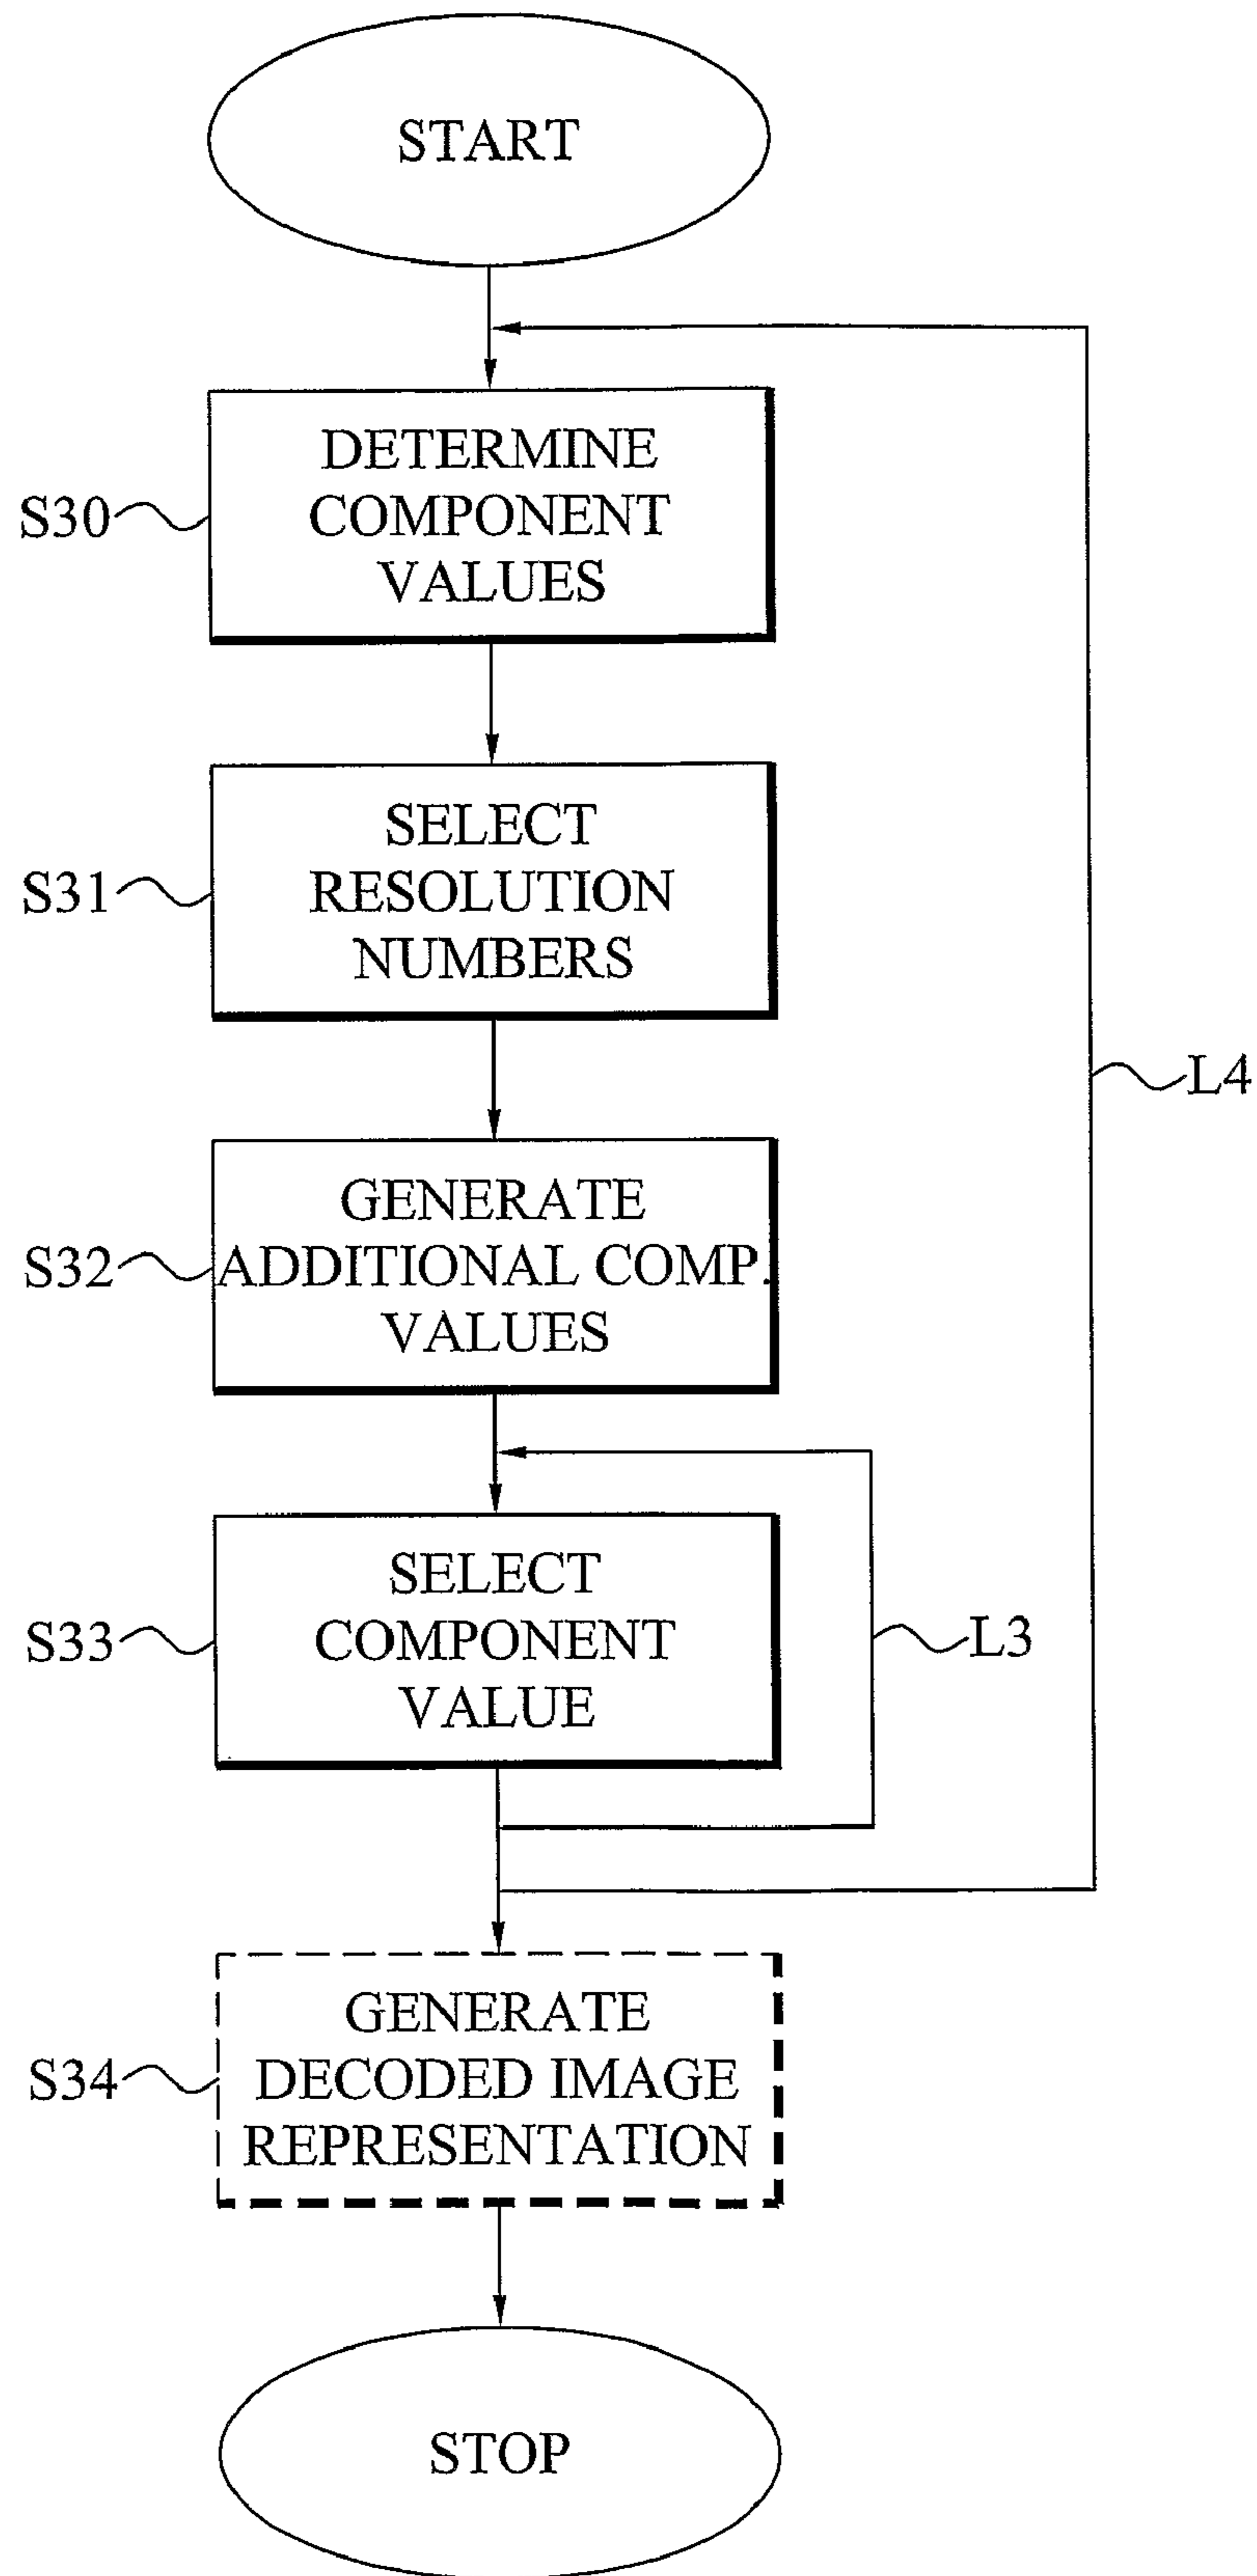 START
DETERMINE
COMPONENT
VALUES
S30
SELECT
RESOLUTION
NUMBERS
S31
L4
GENERATE
ADDITIONAL COMP.
VALUES
S32
SELECT
COMPONENT
VALUE
S33
L3
GENERATE
DECODED IMAGE
REPRESENTATION
S34
STOP